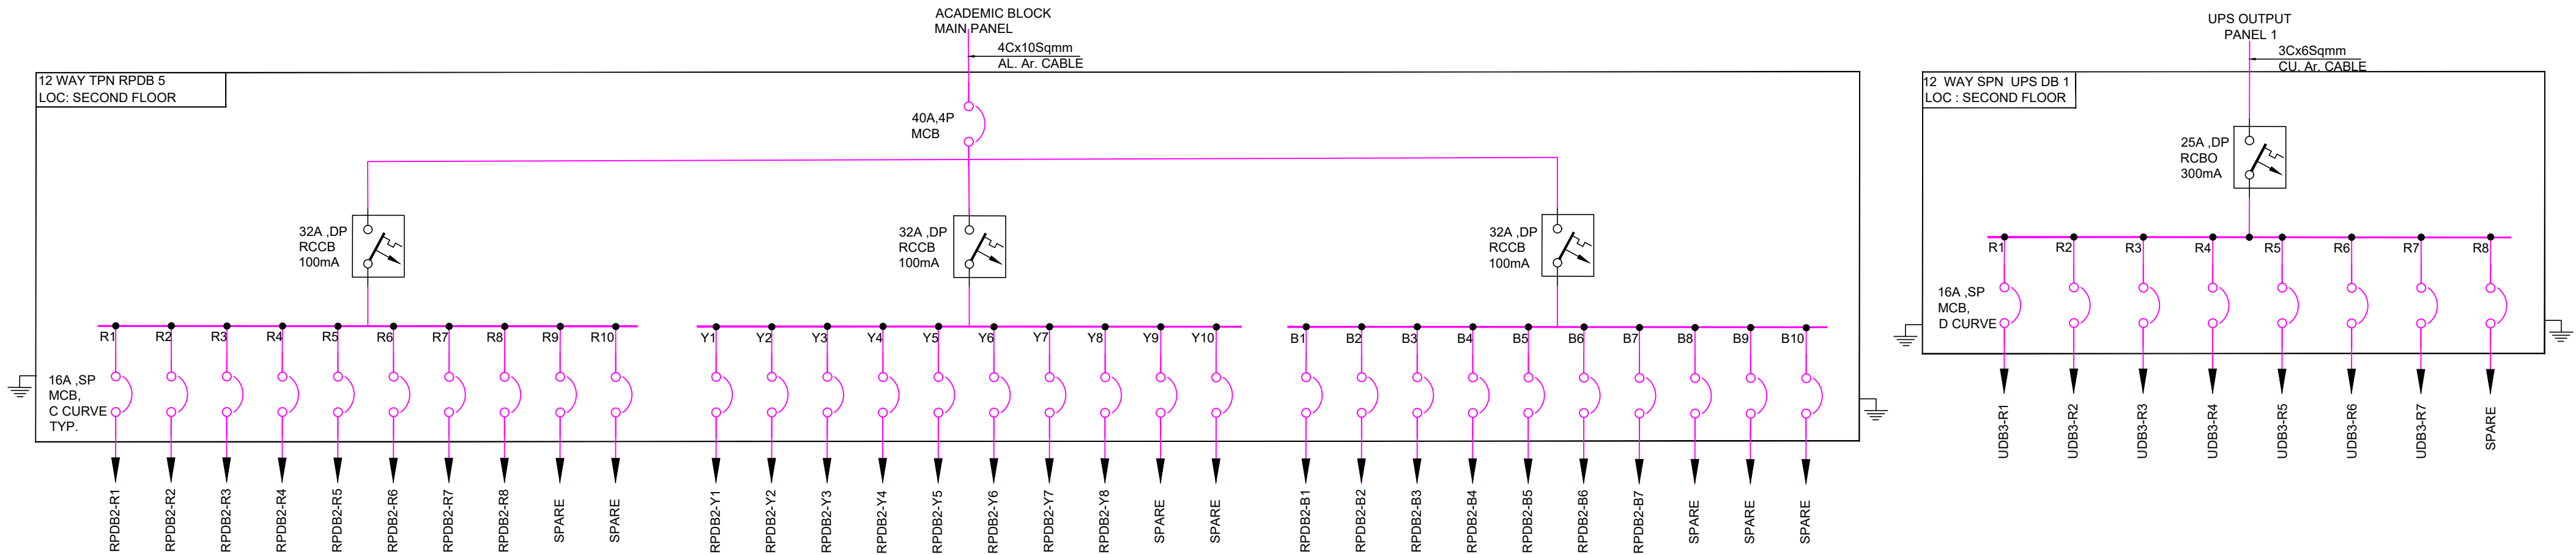 ACADEMIC BLOCK
MAIN PANEL
4Cx10Sqmm
AL. Ar. CABLE
12 WAY TPN RPDB 5
LOC: SECOND FLOOR
40A,4P
MCB
32A ,DP
RCCB
100mA
32A ,DP
RCCB
100mA
32A ,DP
RCCB
100mA
R1 R2 R3 R4 R5 R6 R7 R8 R9 R10
Y1 Y2 Y3 Y4 Y5 Y6 Y7 Y8 Y9 Y10
B1 B2 B3 B4 B5 B6 B7 B8 B9 B10
16A ,SP
MCB,
C CURVE
TYP.
RPDB2-R1
RPDB2-R2
RPDB2-R3
RPDB2-R4
RPDB2-R5
RPDB2-R6
RPDB2-R7
RPDB2-R8
SPARE
SPARE
RPDB2-Y1
RPDB2-Y2
RPDB2-Y3
RPDB2-Y4
RPDB2-Y5
RPDB2-Y6
RPDB2-Y7
RPDB2-Y8
SPARE
SPARE
RPDB2-B1
RPDB2-B2
RPDB2-B3
RPDB2-B4
RPDB2-B5
RPDB2-B6
RPDB2-B7
SPARE
SPARE
SPARE
UPS OUTPUT
PANEL 1
3Cx6Sqmm
CU. Ar. CABLE
12 WAY SPN UPS DB 1
LOC : SECOND FLOOR
25A ,DP
RCBO
300mA
R1 R2 R3 R4 R5 R6 R7 R8
16A ,SP
MCB,
D CURVE
UDB3-R1
UDB3-R2
UDB3-R3
UDB3-R4
UDB3-R5
UDB3-R6
UDB3-R7
SPARE